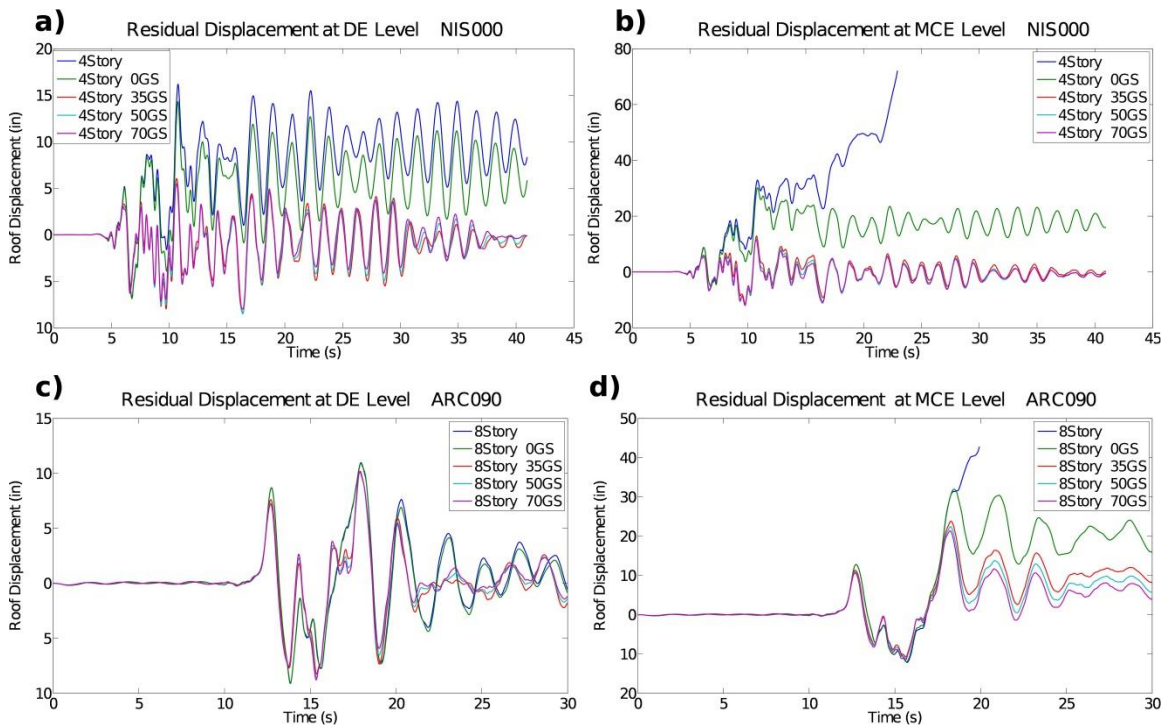 a)
Residual Displacement at DE Level NIS000
20
15
10
5
0
5
10
Roof Displacement (in)
4Story
4Story 0GS
4Story 35GS
4Story 50GS
4Story 70GS
0 5 10 15 20 25 30 35 40 45
Time (s)
b)
Residual Displacement at MCE Level NIS000
80
60
40
20
0
20
Roof Displacement (in)
4Story
4Story 0GS
4Story 35GS
4Story 50GS
4Story 70GS
0 5 10 15 20 25 30 35 40 45
Time (s)
c)
Residual Displacement at DE Level ARC090
15
10
5
0
5
10
Roof Displacement (in)
8Story
8Story 0GS
8Story 35GS
8Story 50GS
8Story 70GS
0 5 10 15 20 25 30
Time (s)
d)
Residual Displacement at MCE Level ARC090
50
40
30
20
10
0
10
20
Roof Displacement (in)
8Story
8Story 0GS
8Story 35GS
8Story 50GS
8Story 70GS
0 5 10 15 20 25 30
Time (s)